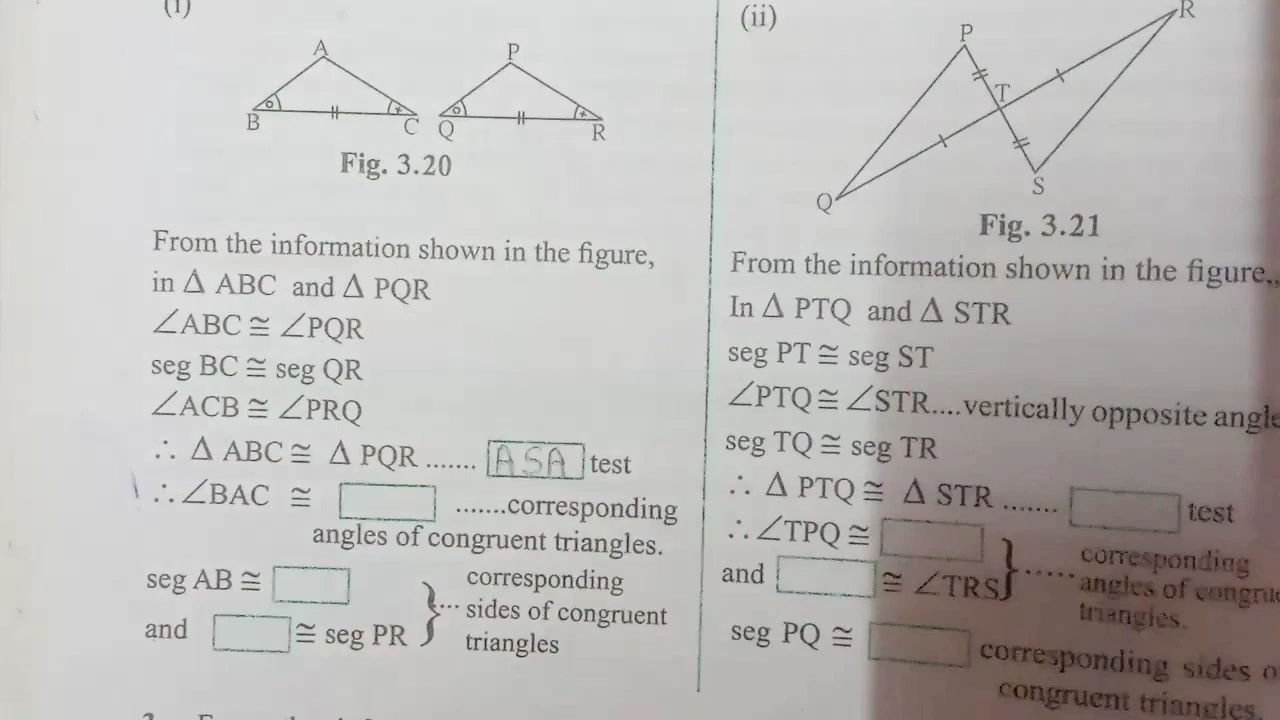 (i)
A
B
C
P
Q
R
Fig. 3.20
From the information shown in the figure,
in Δ ABC and Δ PQR
∠ABC ≅ ∠PQR
seg BC ≅ seg QR
∠ACB ≅ ∠PRQ
∴ Δ ABC ≅ Δ PQR ....... ASA test
∴ ∠BAC ≅ .......corresponding
angles of congruent triangles.
seg AB ≅
and ≅ seg PR
corresponding
... sides of congruent
triangles
(ii)
P
R
T
Q
S
Fig. 3.21
From the information shown in the figure,.
In Δ PTQ and Δ STR
seg PT ≅ seg ST
∠PTQ ≅ ∠STR....vertically opposite angle
seg TQ ≅ seg TR
∴ Δ PTQ ≅ Δ STR ....... test
∴ ∠TPQ ≅
and ≅ ∠TRS
corresponding
..... angles of congrue
triangles.
seg PQ ≅ corresponding sides o
congruent triangles.